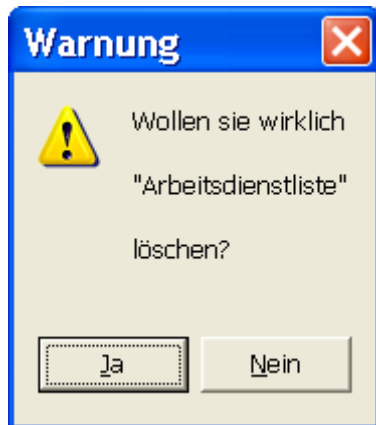 Warnung
Wollen sie wirklich
"Arbeitsdienstliste"
löschen?
Ja Nein